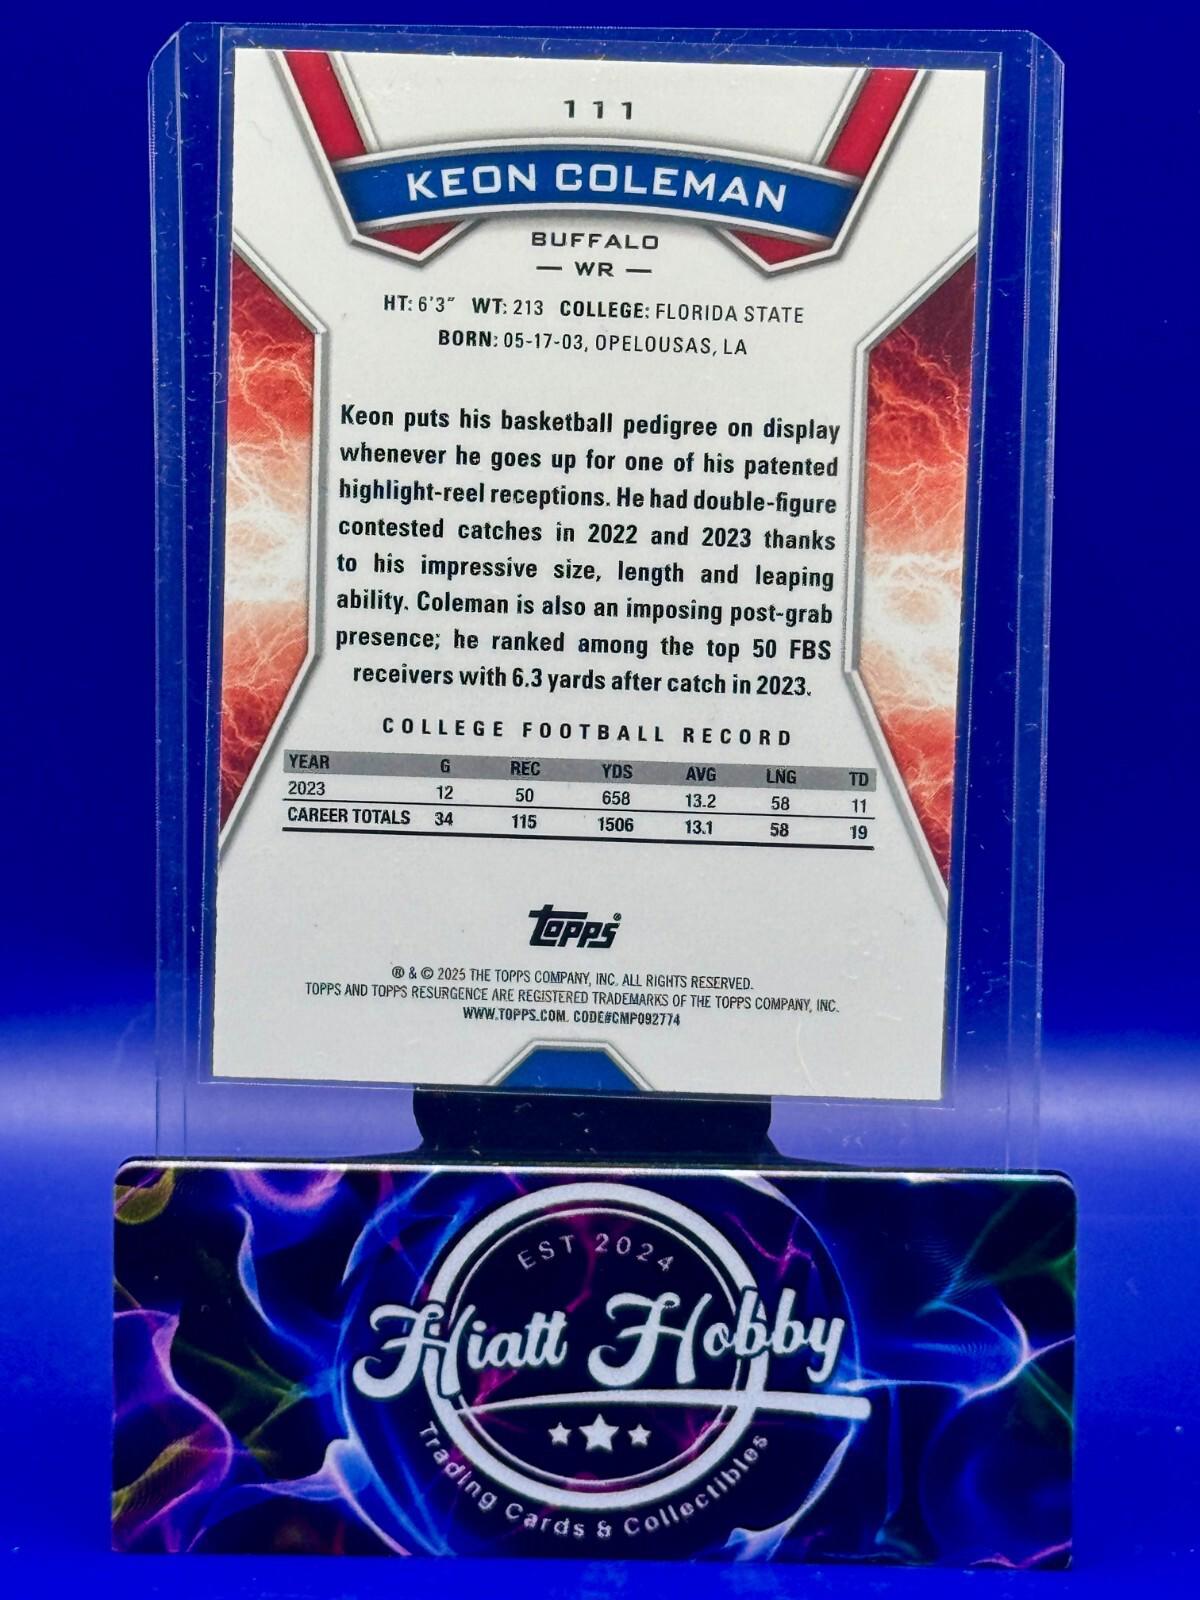 111
KEON COLEMAN
BUFFALO
— WR —
HT: 6'3" WT: 213 COLLEGE: FLORIDA STATE
BORN: 05-17-03, OPELOUSAS, LA
Keon puts his basketball pedigree on display
whenever he goes up for one of his patented
highlight-reel receptions. He had double-figure
contested catches in 2022 and 2023 thanks
to his impressive size, length and leaping
ability. Coleman is also an imposing post-grab
presence; he ranked among the top 50 FBS
receivers with 6.3 yards after catch in 2023.
COLLEGE FOOTBALL RECORD
YEAR G REC YDS AVG LNG TD
2023 12 50 658 13.2 58 11
CAREER TOTALS 34 115 1506 13.1 58 19
Topps®
® & © 2025 THE TOPPS COMPANY, INC. ALL RIGHTS RESERVED.
TOPPS AND TOPPS RESURGENCE ARE REGISTERED TRADEMARKS OF THE TOPPS COMPANY, INC.
WWW.TOPPS.COM. CODE#CMP092774
EST 2024
Hiatt Hobby
Trading Cards & Collectibles